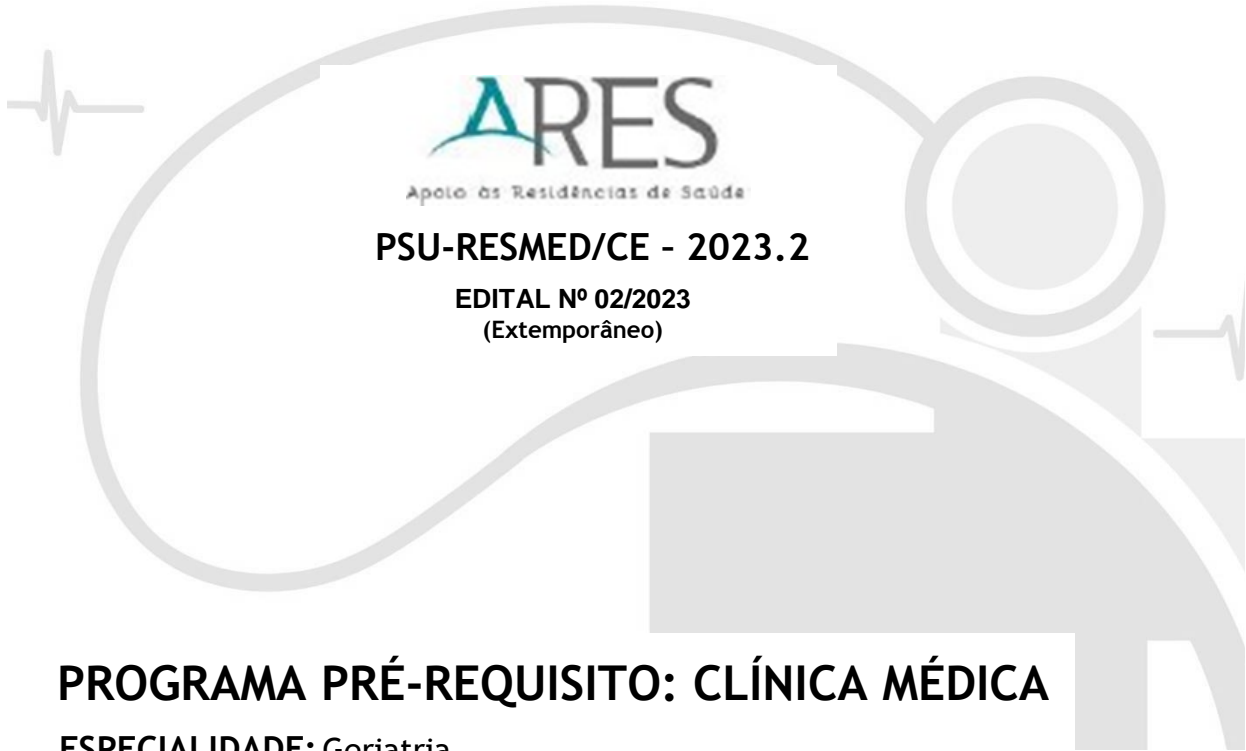 ARES
Apoio às Residências de Saúde
PSU-RESMED/CE – 2023.2
EDITAL Nº 02/2023
(Extemporâneo)
PROGRAMA PRÉ-REQUISITO: CLÍNICA MÉDICA
ESPECIALIDADE: Geriatria